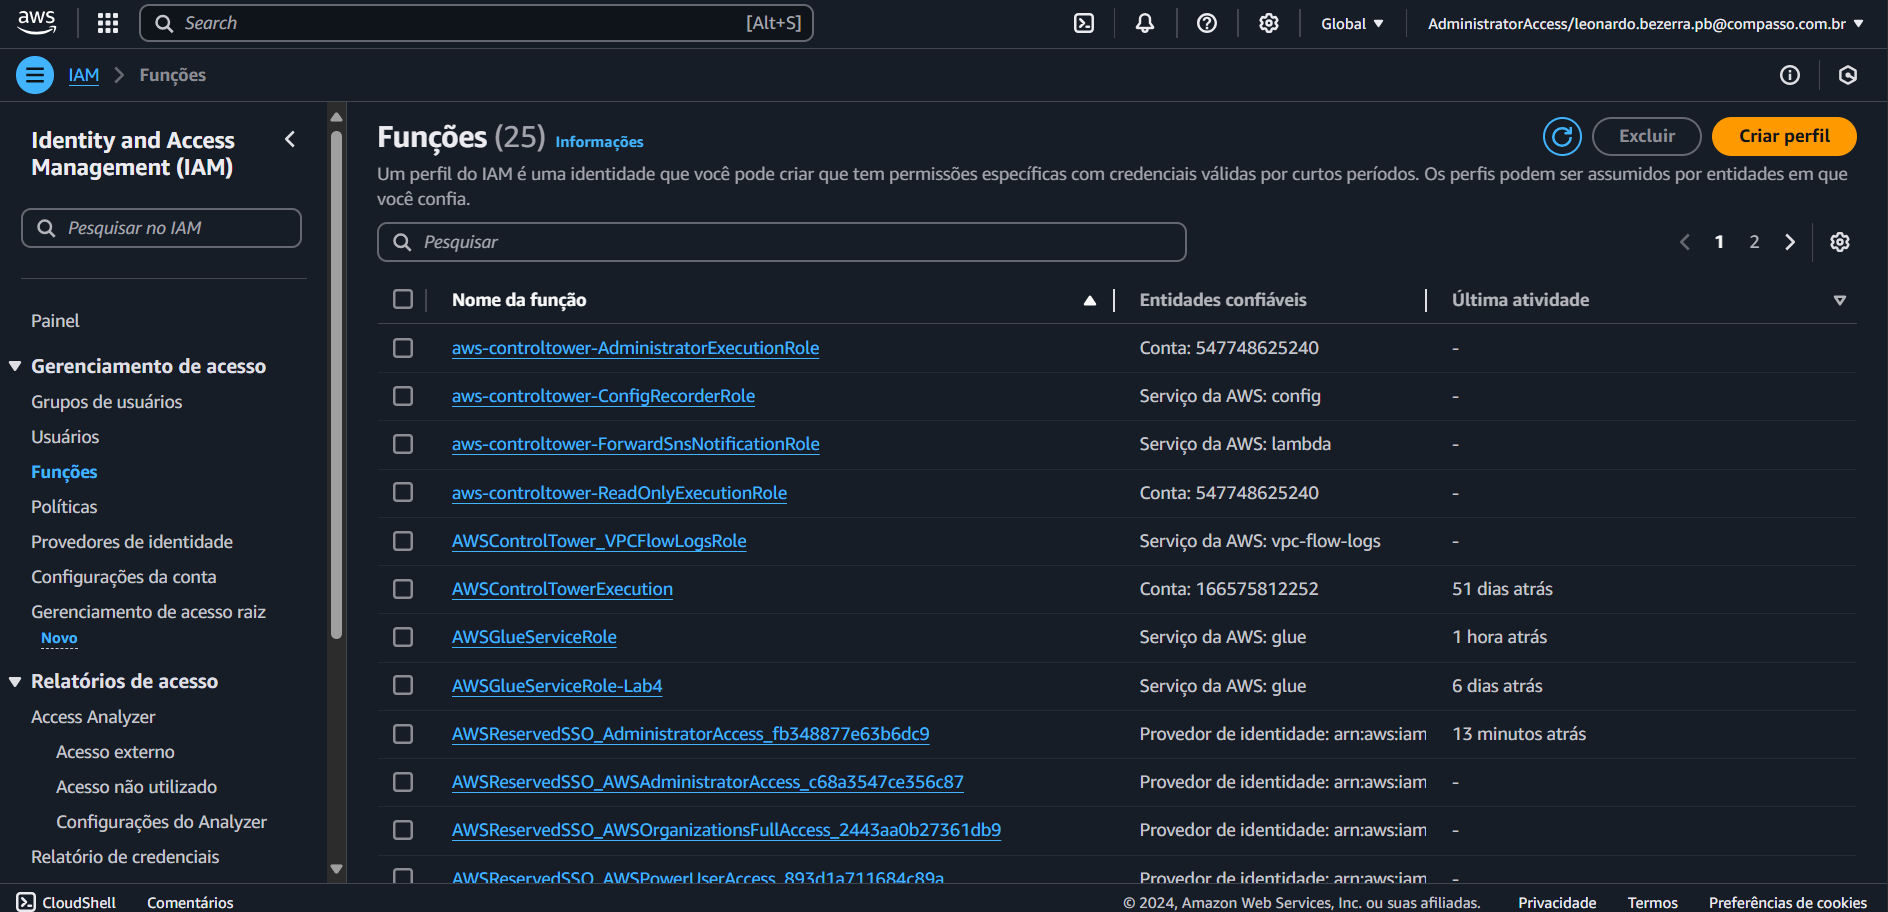 aws
Search [Alt+S]
Global
AdministratorAccess/leonardo.bezerra.pb@compasso.com.br
IAM > Funções
Identity and Access
Management (IAM)
Pesquisar no IAM
Painel
Gerenciamento de acesso
Grupos de usuários
Usuários
Funções
Políticas
Provedores de identidade
Configurações da conta
Gerenciamento de acesso raiz
Novo
Relatórios de acesso
Access Analyzer
Acesso externo
Acesso não utilizado
Configurações do Analyzer
Relatório de credenciais
Funções (25) Informações
Excluir
Criar perfil
Um perfil do IAM é uma identidade que você pode criar que tem permissões específicas com credenciais válidas por curtos períodos. Os perfis podem ser assumidos por entidades em que
você confia.
Pesquisar
1 2
Nome da função Entidades confiáveis Última atividade
aws-controltower-AdministratorExecutionRole Conta: 547748625240 -
aws-controltower-ConfigRecorderRole Serviço da AWS: config -
aws-controltower-ForwardSnsNotificationRole Serviço da AWS: lambda -
aws-controltower-ReadOnlyExecutionRole Conta: 547748625240 -
AWSControlTower_VPCFlowLogsRole Serviço da AWS: vpc-flow-logs -
AWSControlTowerExecution Conta: 166575812252 51 dias atrás
AWSGlueServiceRole Serviço da AWS: glue 1 hora atrás
AWSGlueServiceRole-Lab4 Serviço da AWS: glue 6 dias atrás
AWSReservedSSO_AdministratorAccess_fb348877e63b6dc9 Provedor de identidade: arn:aws:iam 13 minutos atrás
AWSReservedSSO_AWSAdministratorAccess_c68a3547ce356c87 Provedor de identidade: arn:aws:iam -
AWSReservedSSO_AWSOrganizationsFullAccess_2443aa0b27361db9 Provedor de identidade: arn:aws:iam -
AWSReservedSSO_AWSPowerUserAccess_893d1a711684c89a Provedor de identidade: arn:aws:iam -
CloudShell Comentários © 2024, Amazon Web Services, Inc. ou suas afiliadas. Privacidade Termos Preferências de cookies